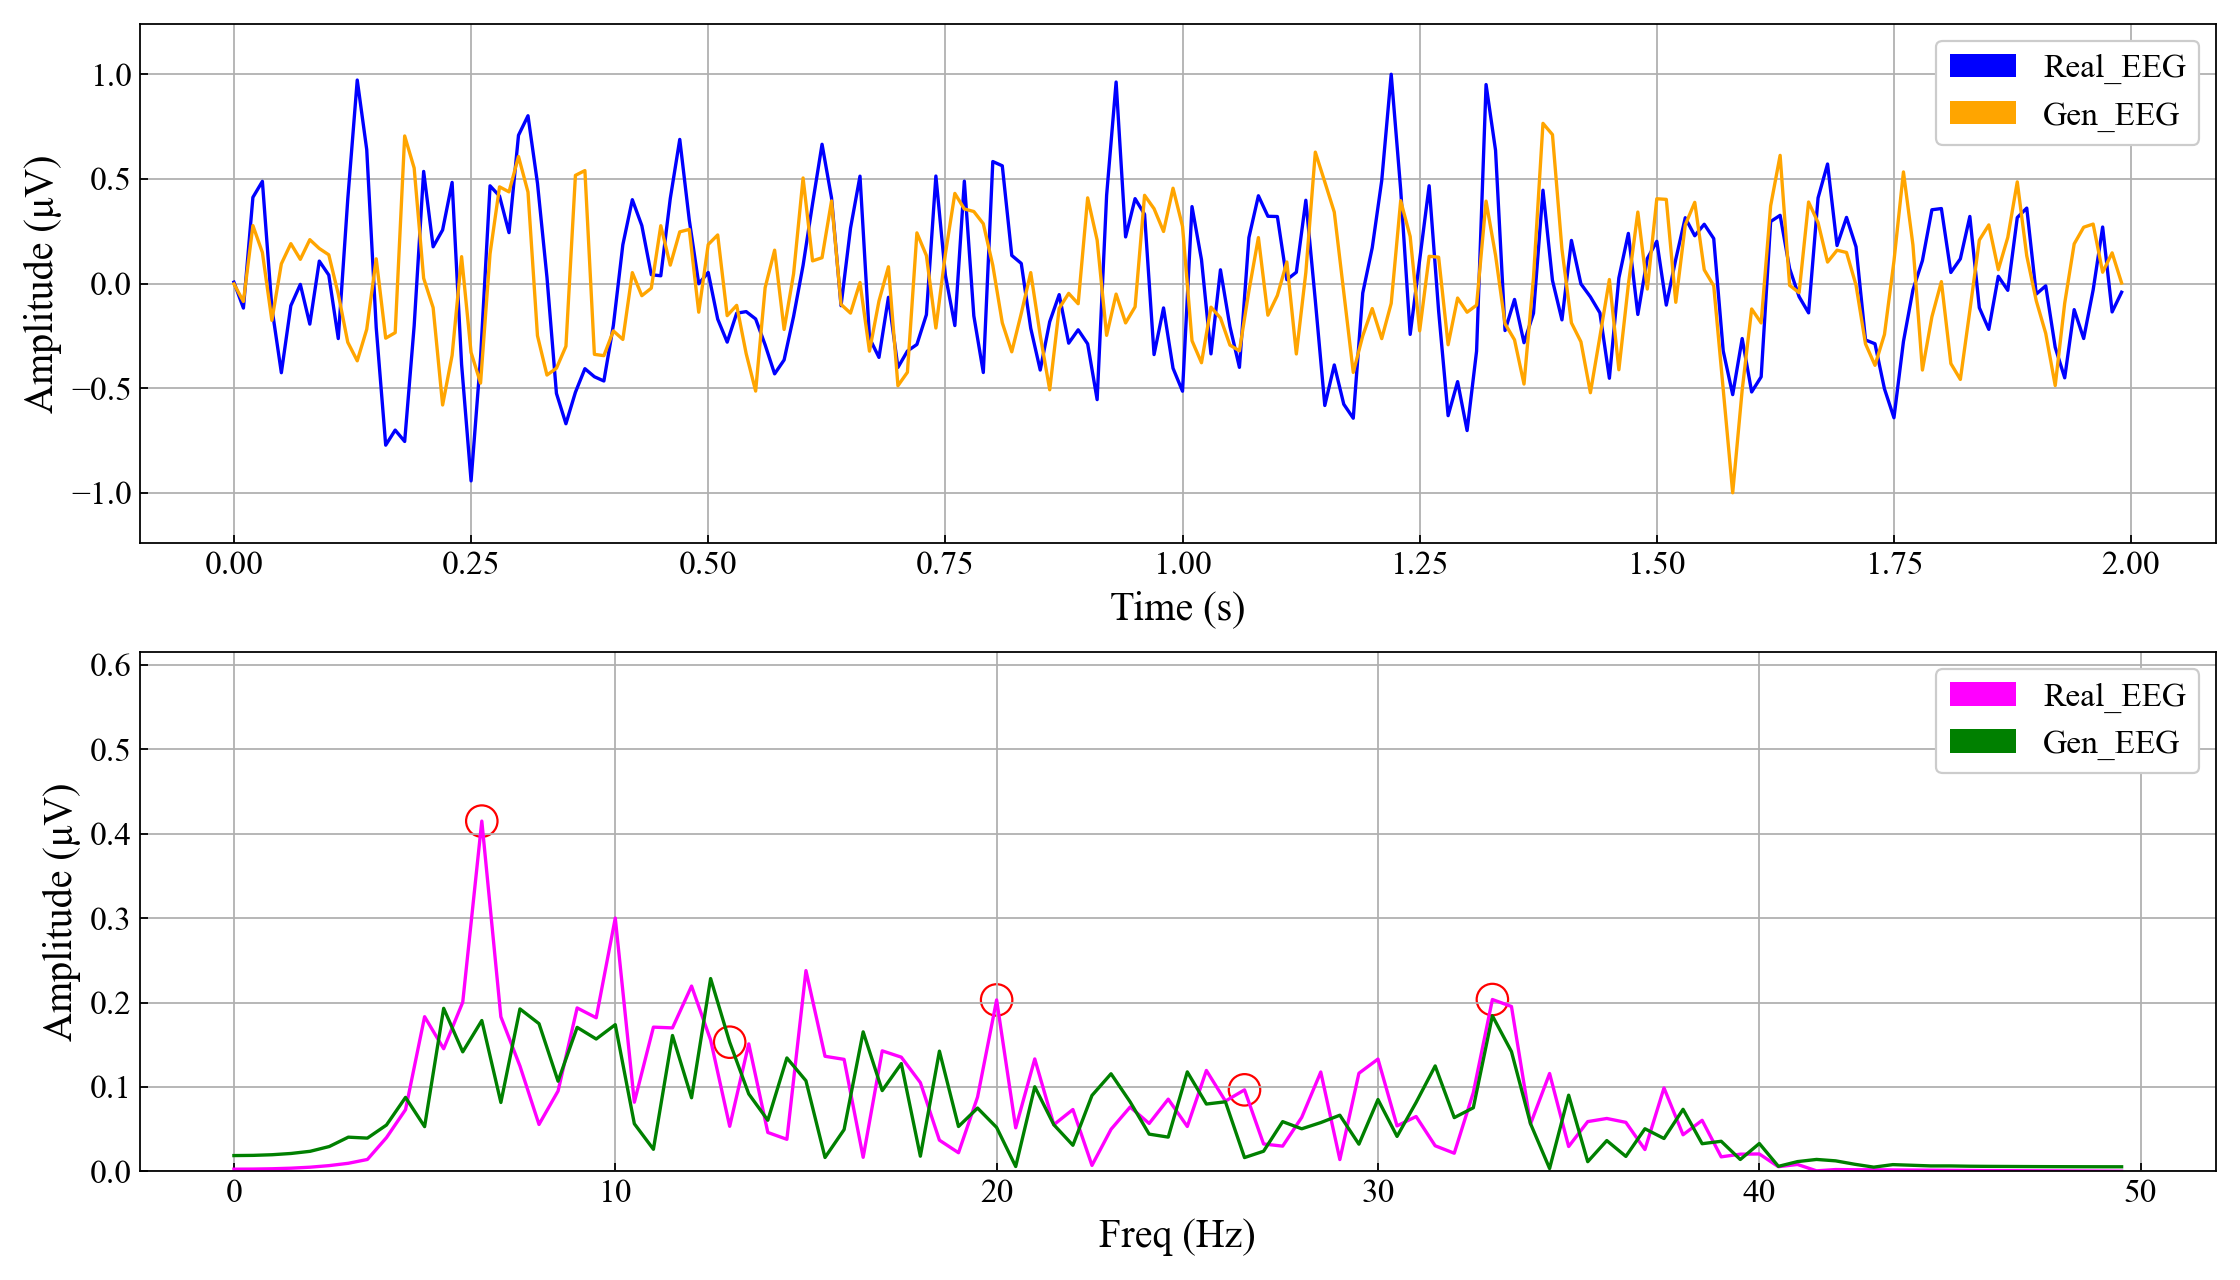 Amplitude (μV)
1.0
0.5
0.0
−0.5
−1.0
Real_EEG
Gen_EEG
0.00 0.25 0.50 0.75 1.00 1.25 1.50 1.75 2.00
Time (s)
Amplitude (μV)
0.6
0.5
0.4
0.3
0.2
0.1
0.0
Real_EEG
Gen_EEG
0 10 20 30 40 50
Freq (Hz)